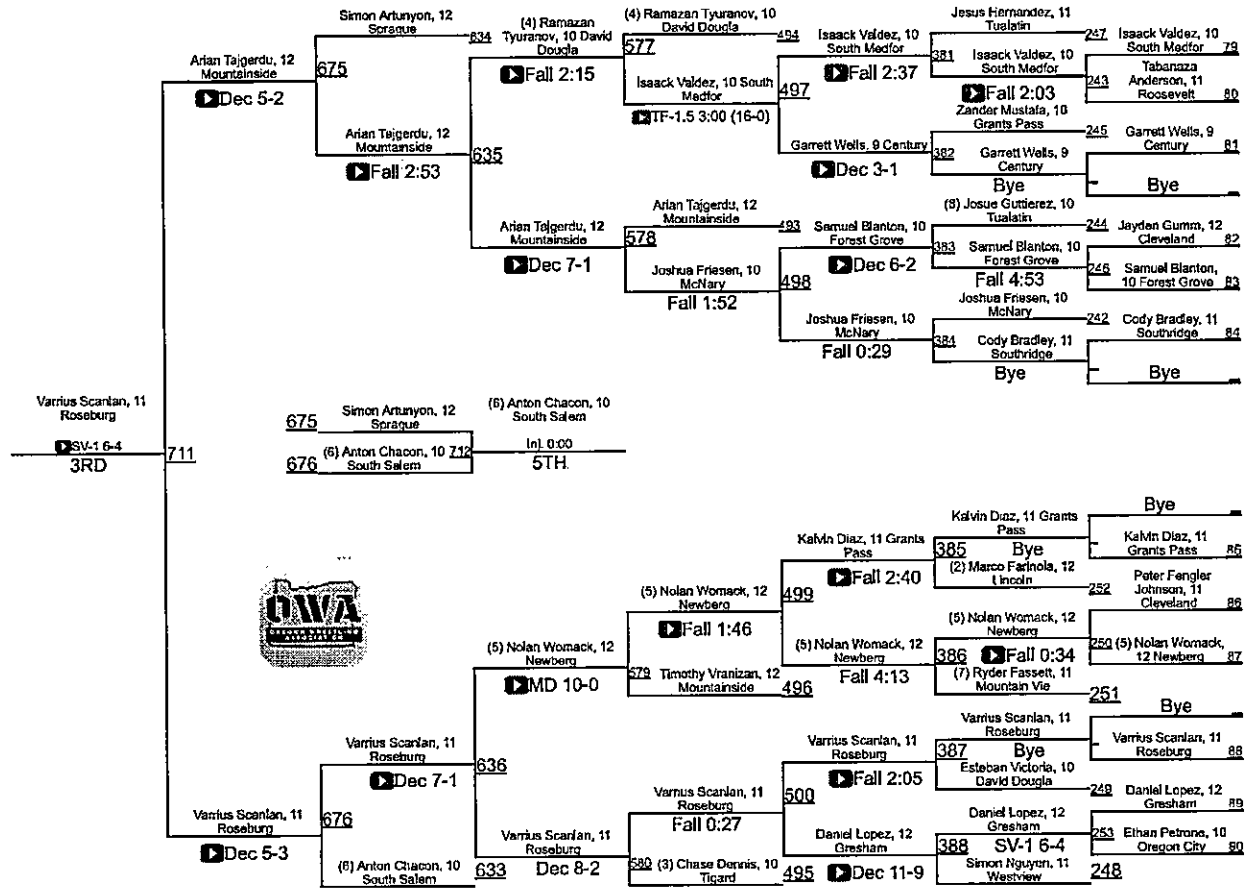 Simon Artunyon, 12
Sprague
634
(4) Ramazan
Tyuranov, 10 David
Dougla
(4) Ramazan Tyuranov, 10
David Dougla
494
Isaack Valdez, 10
South Medfor
Jesus Hernandez, 11
Tualatin
247
Isaack Valdez, 10
South Medfor
79
Arian Tajgerdu, 12
Mountainside
675
Dec 5-2
Fall 2:15
577
Isaack Valdez, 10 South
Medfor
TF-1.5 3:00 (16-0)
Fall 2:37
381
Isaack Valdez, 10
South Medfor
Fall 2:03
243
Tabanaza
Anderson, 11
Roosevelt
80
497
Zander Mustafa, 10
Grants Pass
245
Garrett Wells, 9
Century
81
Arian Tajgerdu, 12
Mountainside
635
Fall 2:53
Garrett Wells, 9 Century
382
Dec 3-1
Garrett Wells, 9
Century
Bye
Bye
Arian Tajgerdu, 12
Mountainside
578
Dec 7-1
Arian Tajgerdu, 12
Mountainside
493
Samuel Blanton, 10
Forest Grove
(8) Josue Guttierez, 10
Tualatin
244
Jayden Gumm, 12
Cleveland
82
Dec 6-2
383
Samuel Blanton, 10
Forest Grove
Fall 4:53
246
Samuel Blanton,
10 Forest Grove
83
Joshua Friesen, 10
McNary
Fall 1:52
498
Joshua Friesen, 10
McNary
242
Cody Bradley, 11
Southridge
84
Joshua Friesen, 10
McNary
Fall 0:29
384
Cody Bradley, 11
Southridge
Bye
Bye
Varrius Scanlan, 11
Roseburg
SV-1 6-4
3RD
711
675
Simon Artunyon, 12
Sprague
676
(6) Anton Chacon, 10
South Salem
712
(6) Anton Chacon, 10
South Salem
Inj. 0:00
5TH
OWA
Kalvin Diaz, 11 Grants
Pass
Fall 2:40
Kalvin Diaz, 11 Grants
Pass
385
Bye
Bye
Kalvin Diaz, 11
Grants Pass
85
(2) Marco Farinola, 12
Lincoln
252
Peter Fengler
Johnson, 11
Cleveland
86
(5) Nolan Womack, 12
Newberg
Fall 1:46
499
(5) Nolan Womack, 12
Newberg
MD 10-0
579
Timothy Vranizan, 12
Mountainside
496
(5) Nolan Womack, 12
Newberg
Fall 4:13
(5) Nolan Womack, 12
Newberg
386
Fall 0:34
250
(5) Nolan Womack,
12 Newberg
87
(7) Ryder Fassett, 11
Mountain Vie
251
Varrius Scanlan, 11
Roseburg
Dec 7-1
636
Varrius Scanlan, 11
Roseburg
Fall 2:05
Varrius Scanlan, 11
Roseburg
387
Bye
Bye
Varrius Scanlan, 11
Roseburg
88
Esteban Victoria, 10
David Dougla
249
Varrius Scanlan, 11
Roseburg
Dec 5-3
676
Varrius Scanlan, 11
Roseburg
Dec 8-2
Varrius Scanlan, 11
Roseburg
Fall 0:27
500
Daniel Lopez, 12
Gresham
Dec 11-9
Daniel Lopez, 12
Gresham
388
SV-1 6-4
253
Daniel Lopez, 12
Gresham
89
Ethan Petrone, 10
Oregon City
90
(6) Anton Chacon, 10
South Salem
633
580
(3) Chase Dennis, 10
Tigard
495
Simon Nguyen, 11
Westview
248